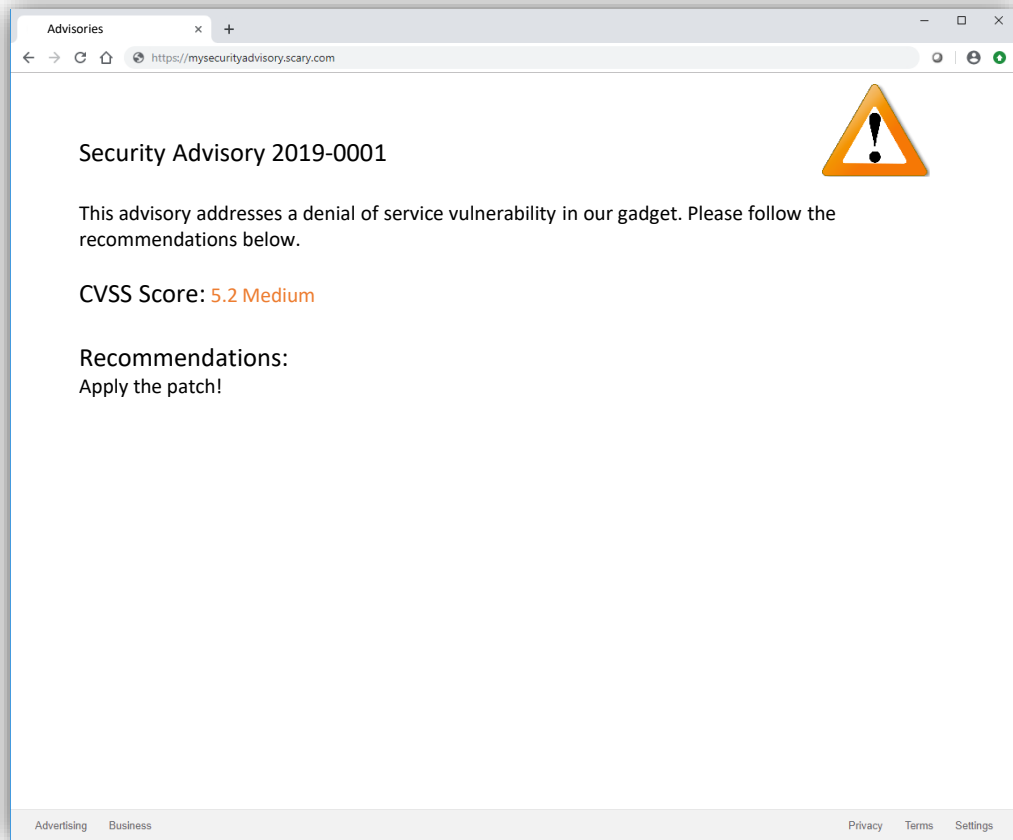 Advisories
https://mysecurityadvisory.scary.com
Security Advisory 2019-0001
This advisory addresses a denial of service vulnerability in our gadget. Please follow the
recommendations below.
CVSS Score: 5.2 Medium
Recommendations:
Apply the patch!
Advertising Business Privacy Terms Settings